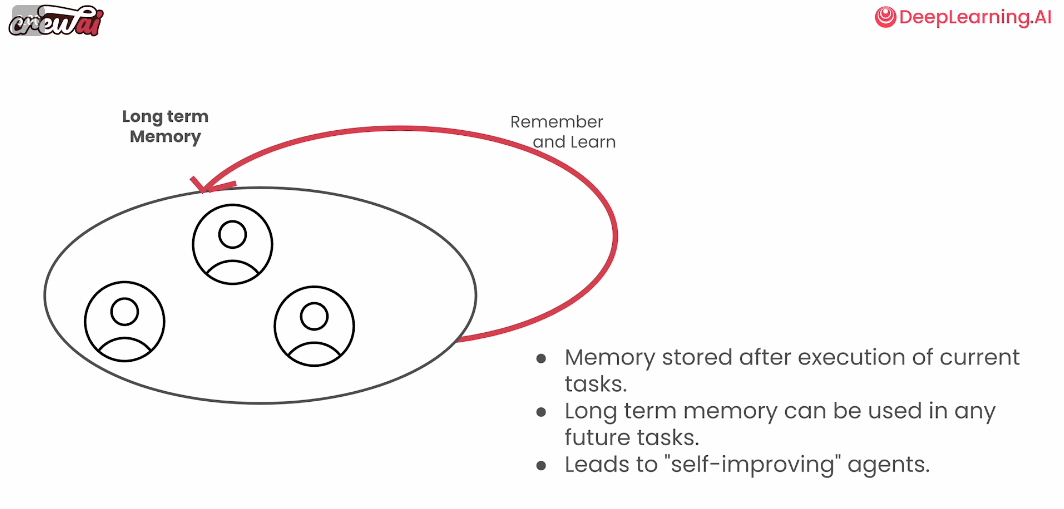 crewai
DeepLearning.AI
Long term
Memory
Remember
and Learn
● Memory stored after execution of current
tasks.
● Long term memory can be used in any
future tasks.
● Leads to "self-improving" agents.